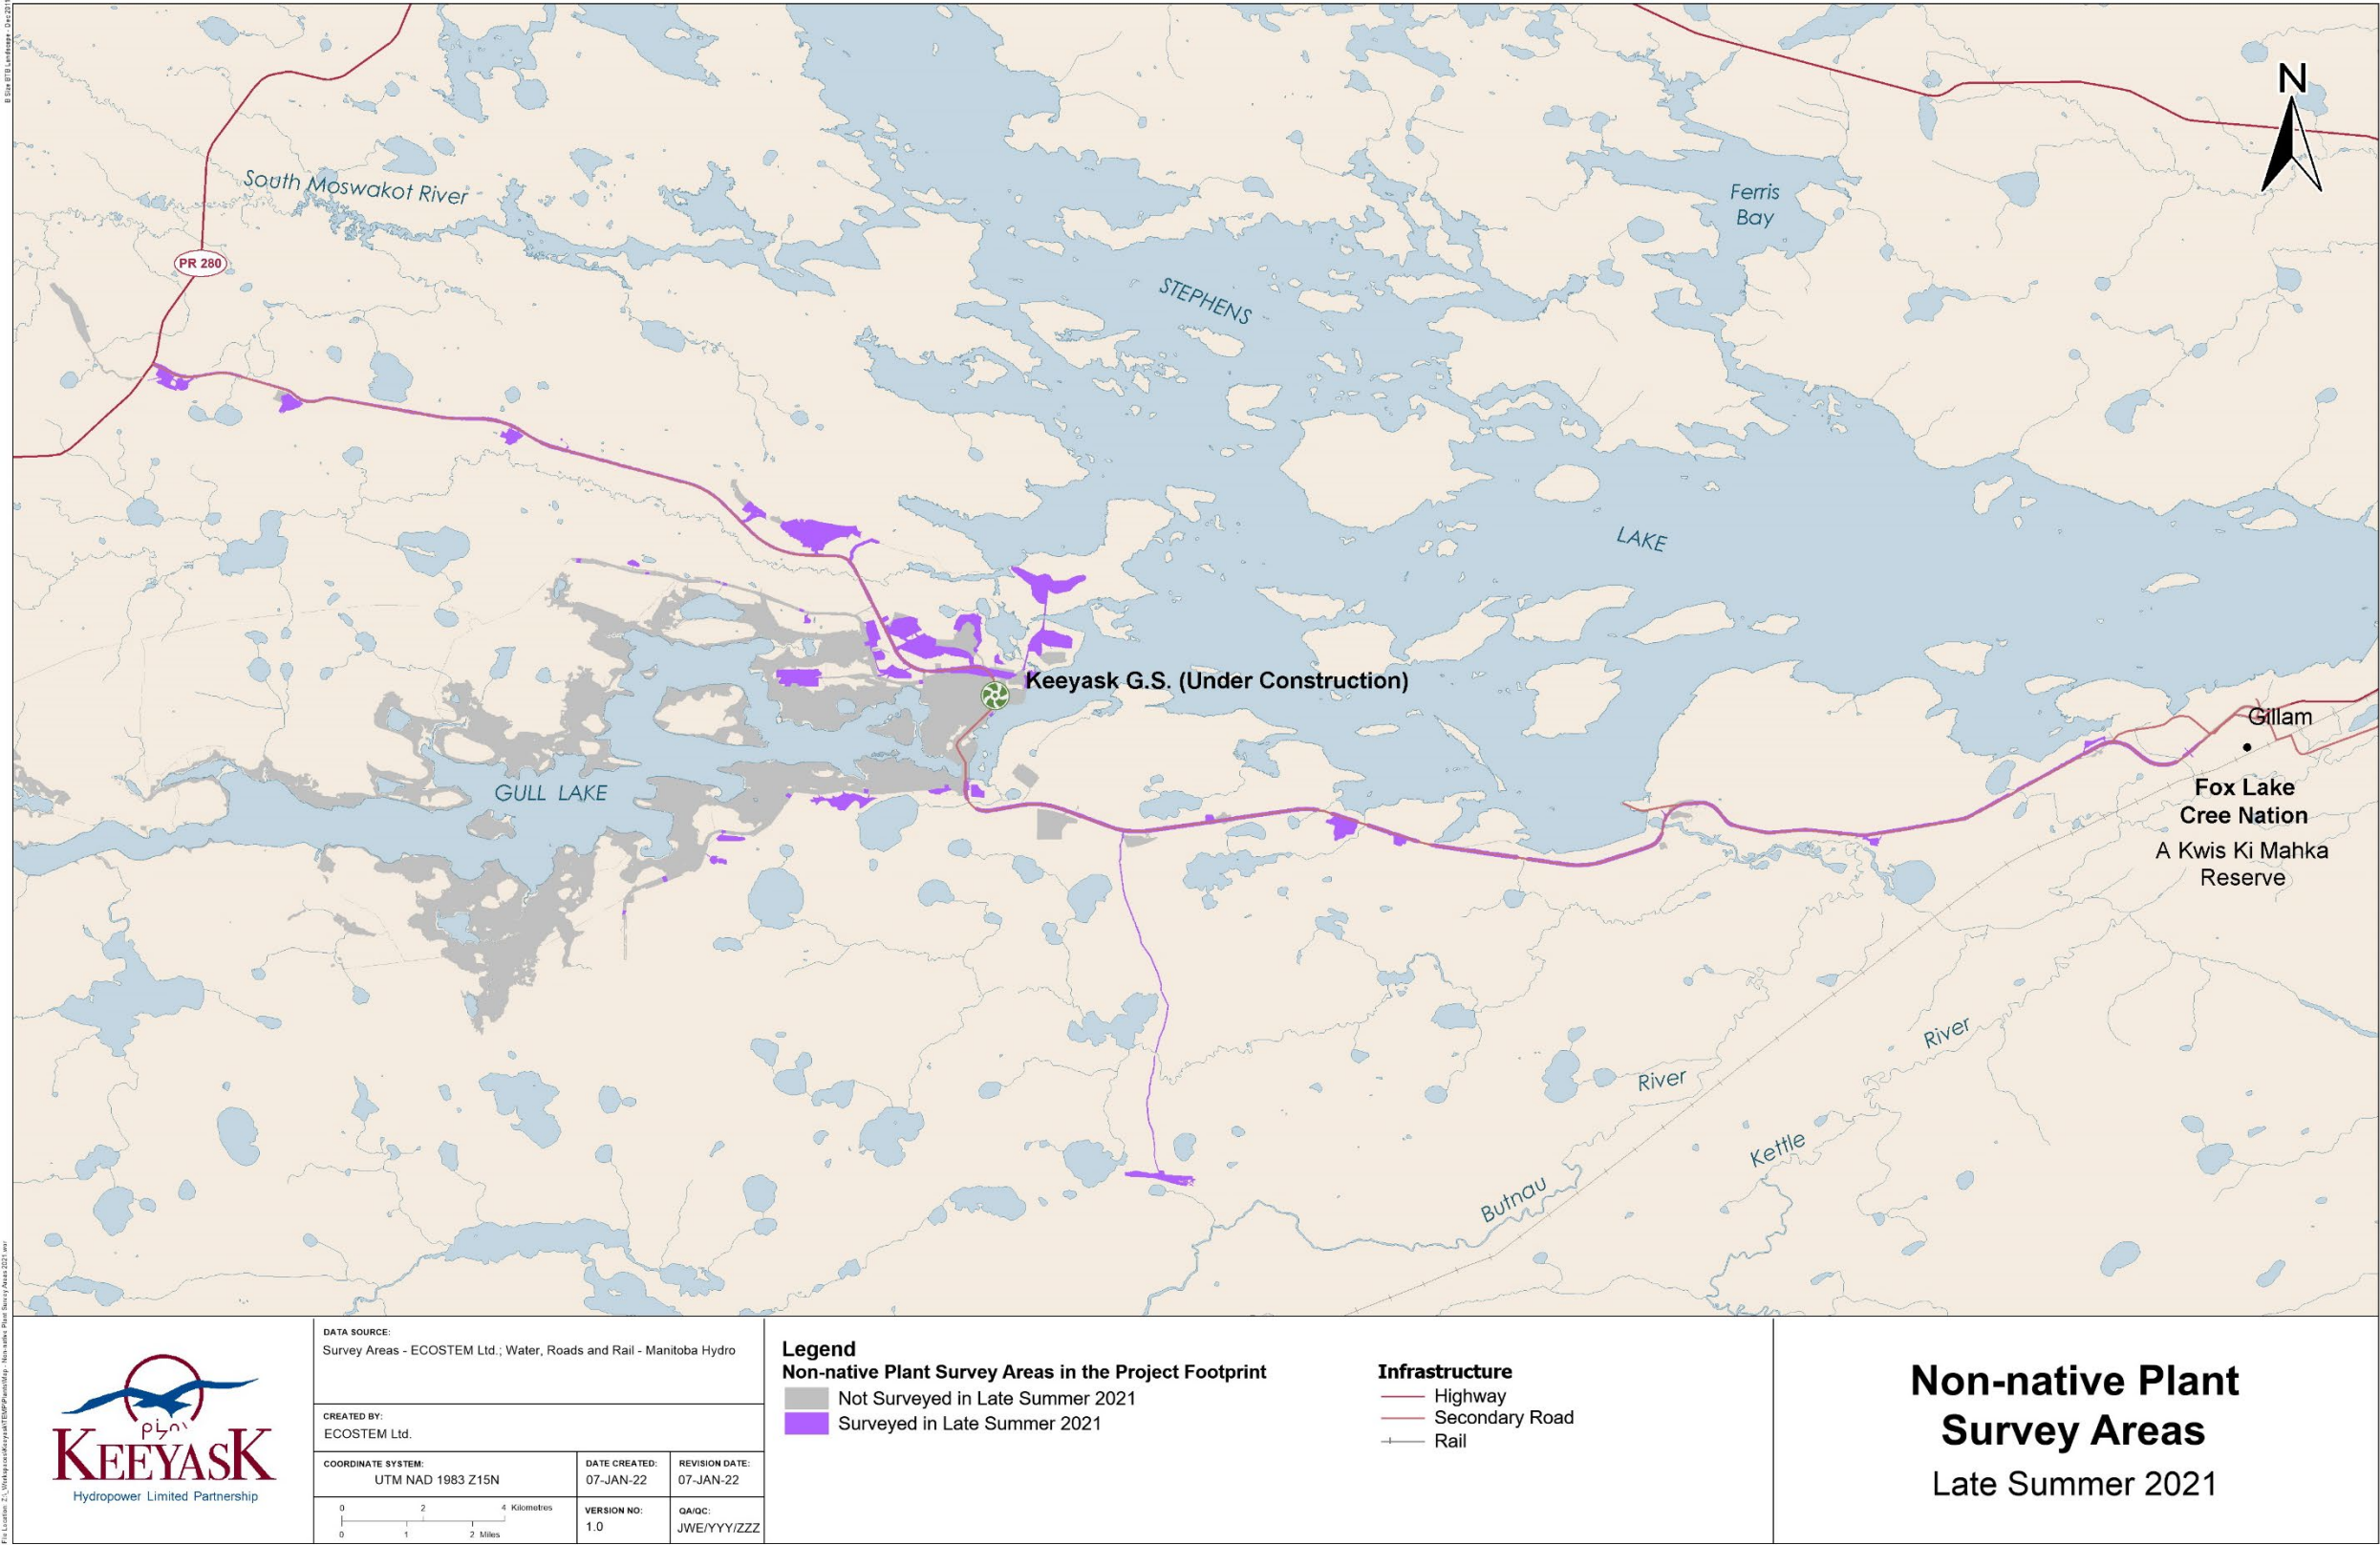 B Size BTB Landscape - Dec 2011
N
South Moswakot River
Ferris
Bay
PR 280
STEPHENS
LAKE
Keeyask G.S. (Under Construction)
Gillam
GULL LAKE
Fox Lake
Cree Nation
A Kwis Ki Mahka
Reserve
River
River
Kettle
Butnau
KEEYASK
Hydropower Limited Partnership
DATA SOURCE:
Survey Areas - ECOSTEM Ltd.; Water, Roads and Rail - Manitoba Hydro
CREATED BY:
ECOSTEM Ltd.
COORDINATE SYSTEM:
UTM NAD 1983 Z15N
DATE CREATED:
07-JAN-22
REVISION DATE:
07-JAN-22
0 2 4 Kilometres
0 1 2 Miles
VERSION NO:
1.0
QA/QC:
JWE/YYY/ZZZ
Legend
Non-native Plant Survey Areas in the Project Footprint
Not Surveyed in Late Summer 2021
Surveyed in Late Summer 2021
Infrastructure
Highway
Secondary Road
Rail
Non-native Plant
Survey Areas
Late Summer 2021